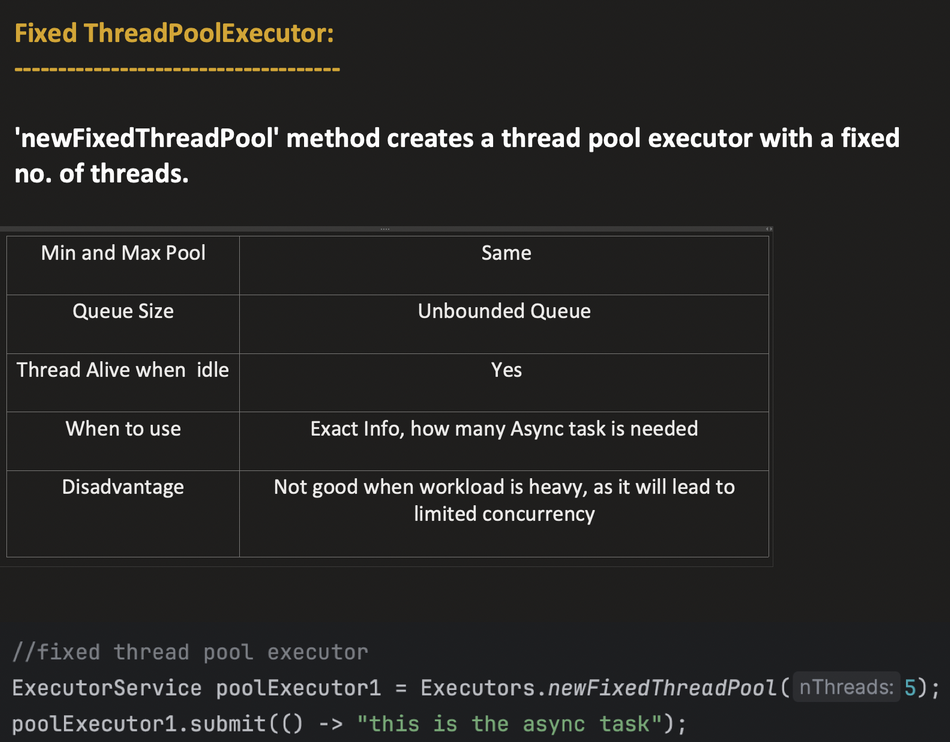 Fixed ThreadPoolExecutor:
-------------------------------------
'newFixedThreadPool' method creates a thread pool executor with a fixed
no. of threads.
Min and Max Pool Same
Queue Size Unbounded Queue
Thread Alive when  idle Yes
When to use Exact Info, how many Async task is needed
Disadvantage Not good when workload is heavy, as it will lead to
limited concurrency
//fixed thread pool executor
ExecutorService poolExecutor1 = Executors.newFixedThreadPool( nThreads: 5);
poolExecutor1.submit(() -> "this is the async task");